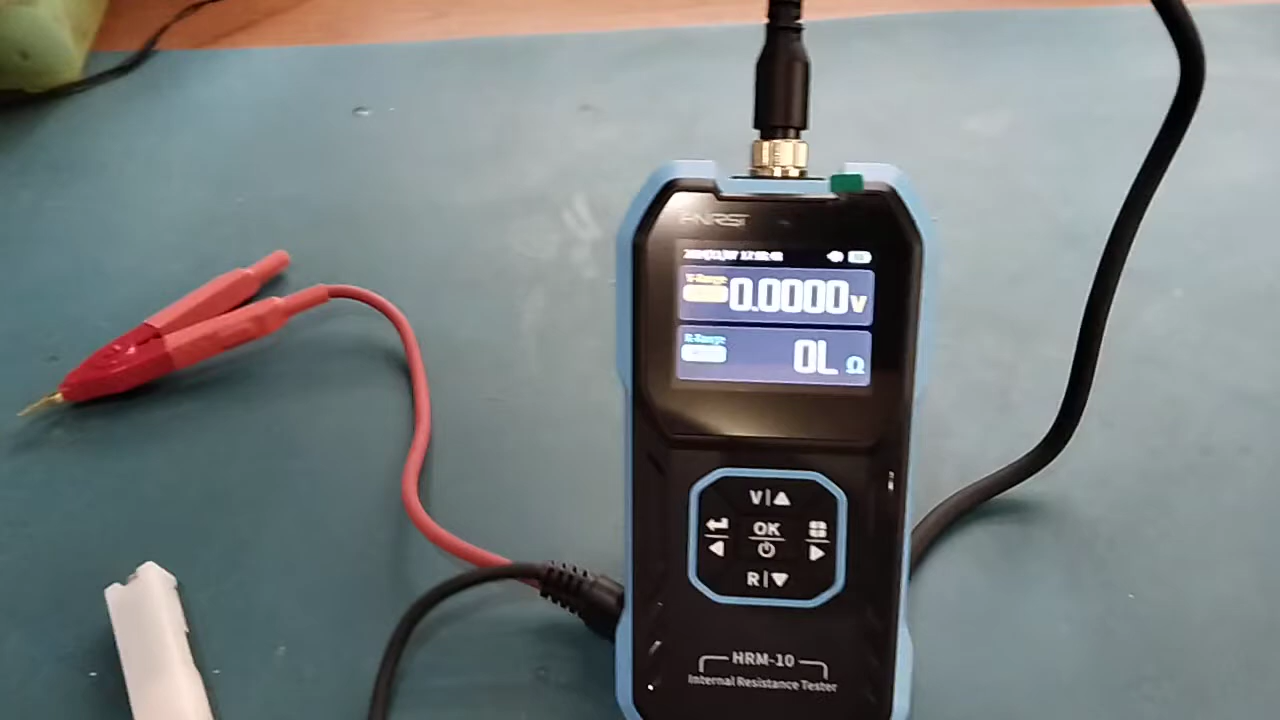 FNIRSI
V-Range
0.0000V
R-Range
OL Ω
V|▲
OK
R|▼
HRM-10
Internal Resistance Tester